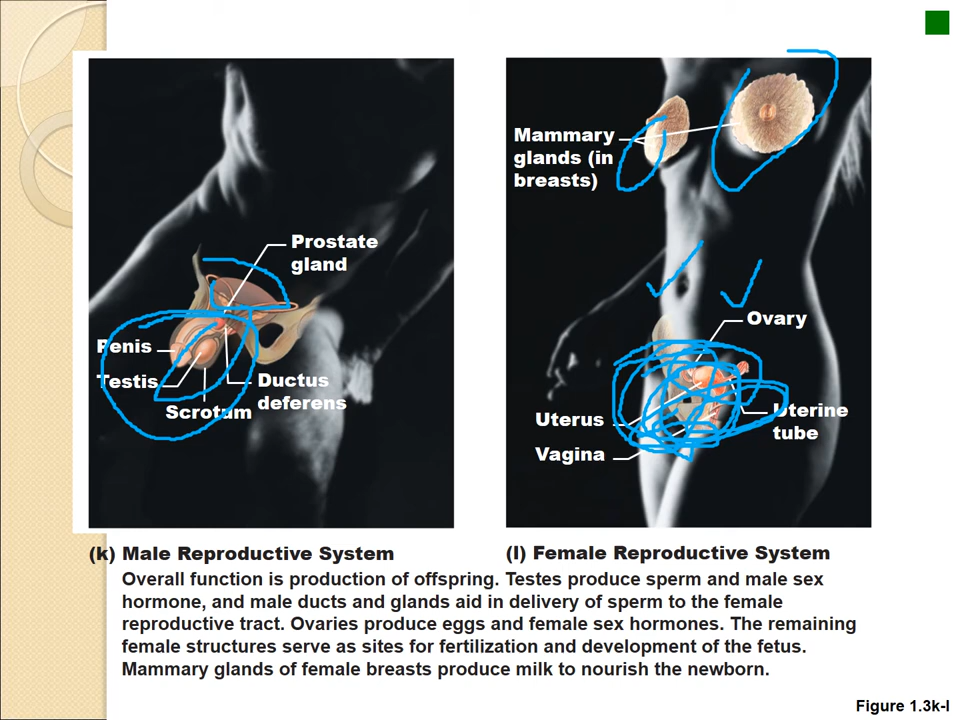 Prostate
gland
Penis
Testis
Scrotum
Ductus
deferens
Mammary
glands (in
breasts)
Ovary
Uterus
Vagina
Uterine
tube
(k) Male Reproductive System
(l) Female Reproductive System
Overall function is production of offspring. Testes produce sperm and male sex
hormone, and male ducts and glands aid in delivery of sperm to the female
reproductive tract. Ovaries produce eggs and female sex hormones. The remaining
female structures serve as sites for fertilization and development of the fetus.
Mammary glands of female breasts produce milk to nourish the newborn.
Figure 1.3k-l